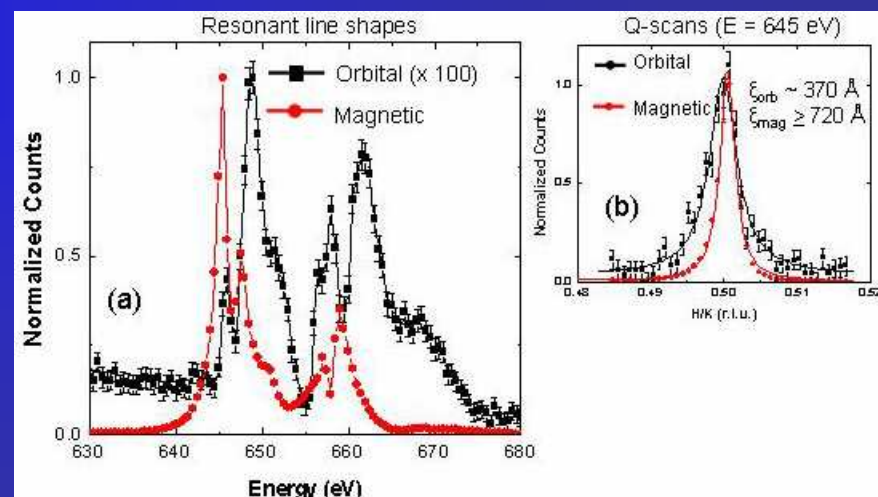 Resonant line shapes
Orbital (x 100)
Magnetic
Normalized Counts
1.0
0.5
0.0
(a)
630
640
650
660
670
680
Energy (eV)
Q-scans (E = 645 eV)
Orbital
Magnetic
ξorb ~ 370 Å
ξmag ≥ 720 Å
Normalized Counts
1.0
0.5
0.0
(b)
0.48
0.49
0.50
0.51
0.52
H/K (r.l.u.)